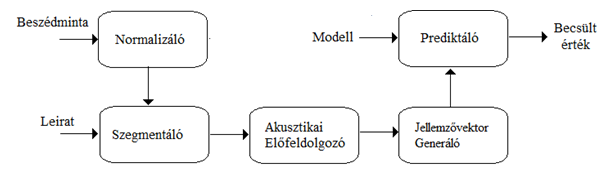 Beszédminta
Normalizáló
Leirat
Szegmentáló
Akusztikai
Előfeldolgozó
Jellemzővektor
Generáló
Modell
Prediktáló
Becsült
érték